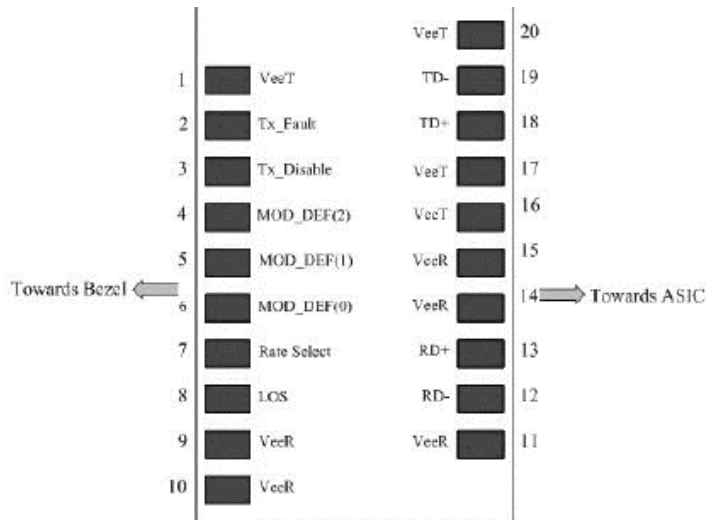 VeeT 20
1 VeeT TD- 19
2 Tx_Fault TD+ 18
3 Tx_Disable VeeT 17
4 MOD_DEF(2) VeeT 16
5 MOD_DEF(1) VeeR 15
Towards Bezel 6 MOD_DEF(0) VeeR 14 Towards ASIC
7 Rate Select RD+ 13
8 LOS RD- 12
9 VeeR VeeR 11
10 VeeR